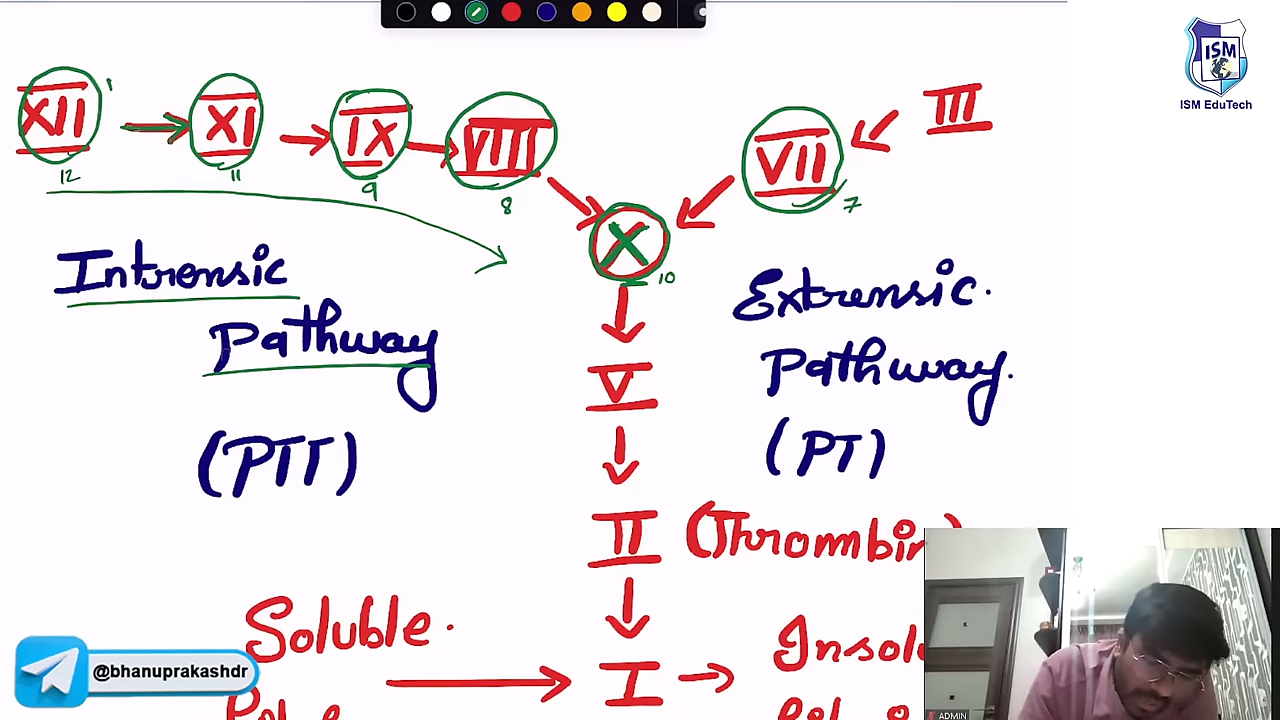 ISM
ISM EduTech
XII → XI → IX → VIII
VII ← III
12 11 9 8 7
X
10
Intrensic
Pathway
(PTT)
Extrensic.
Pathway.
(PT)
V
II (Thrombin)
Soluble.
I
Insolu
@bhanuprakashdr
ADMIN